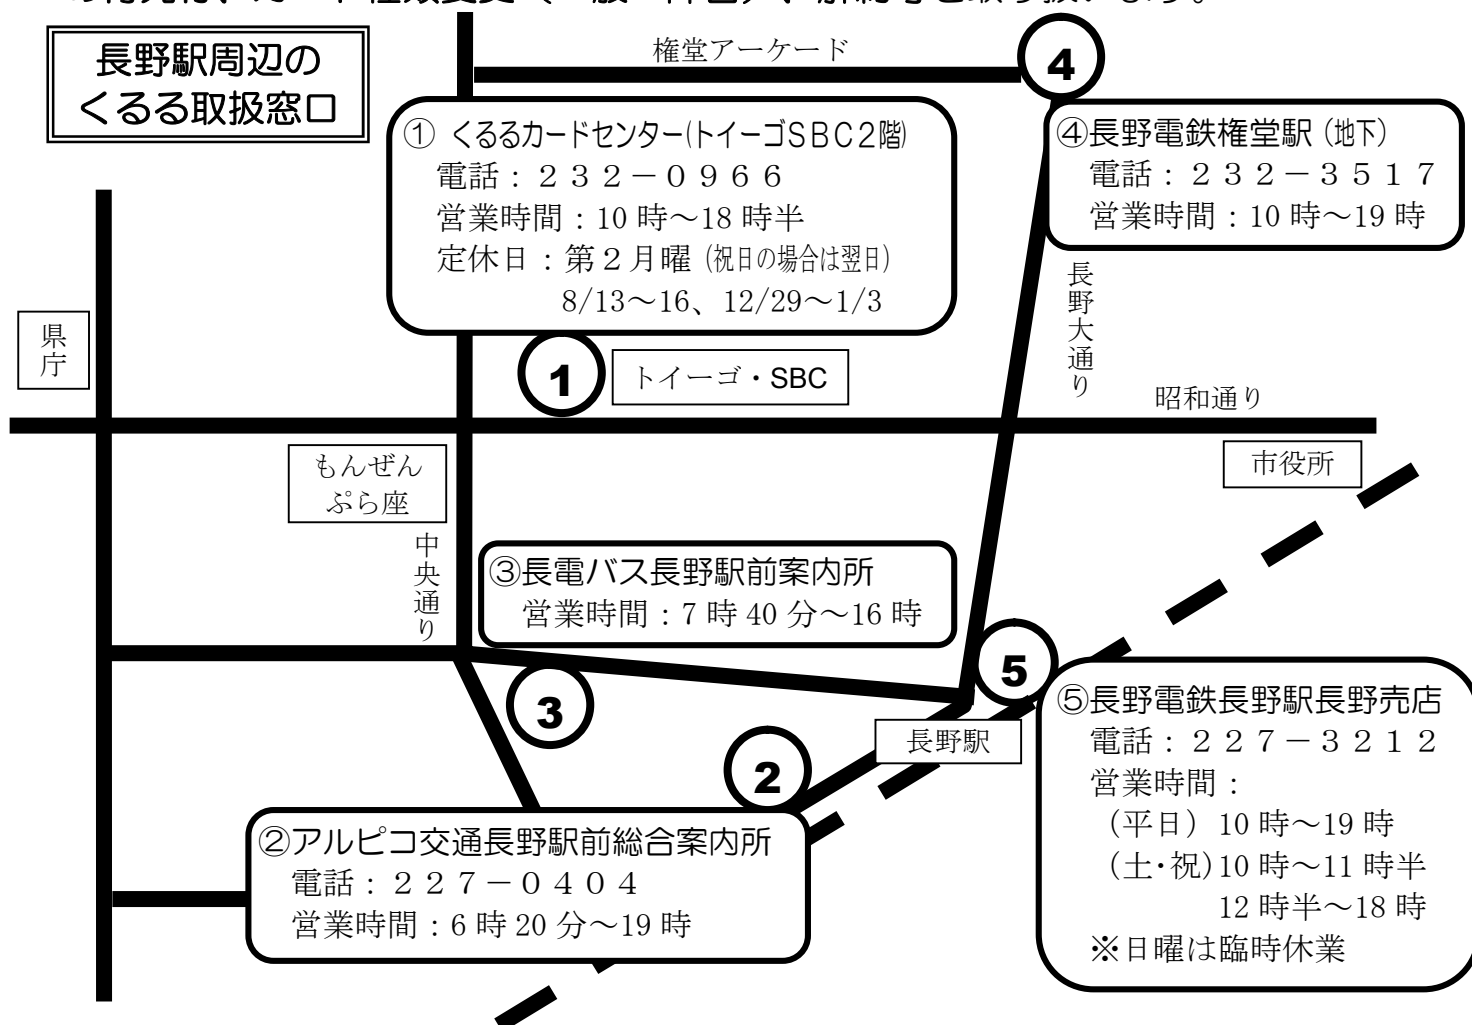 長野駅周辺の
くるる取扱窓口
権堂アーケード
④
① くるるカードセンター(トイーゴSBC2階)
電話：２３２－０９６６
営業時間：10時～18時半
定休日：第２月曜（祝日の場合は翌日）
8/13～16、12/29～1/3
④長野電鉄権堂駅（地下）
電話：２３２－３５１７
営業時間：10時～19時
長野大通り
県庁
1
トイーゴ・SBC
昭和通り
もんぜん
ぷら座
市役所
中央通り
③長電バス長野駅前案内所
営業時間：7時40分～16時
3
5
長野駅
2
②アルピコ交通長野駅前総合案内所
電話：２２７－０４０４
営業時間：6時20分～19時
⑤長野電鉄長野駅長野売店
電話：２２７－３２１２
営業時間：
（平日）10時～19時
（土・祝）10時～11時半
12時半～18時
※日曜は臨時休業